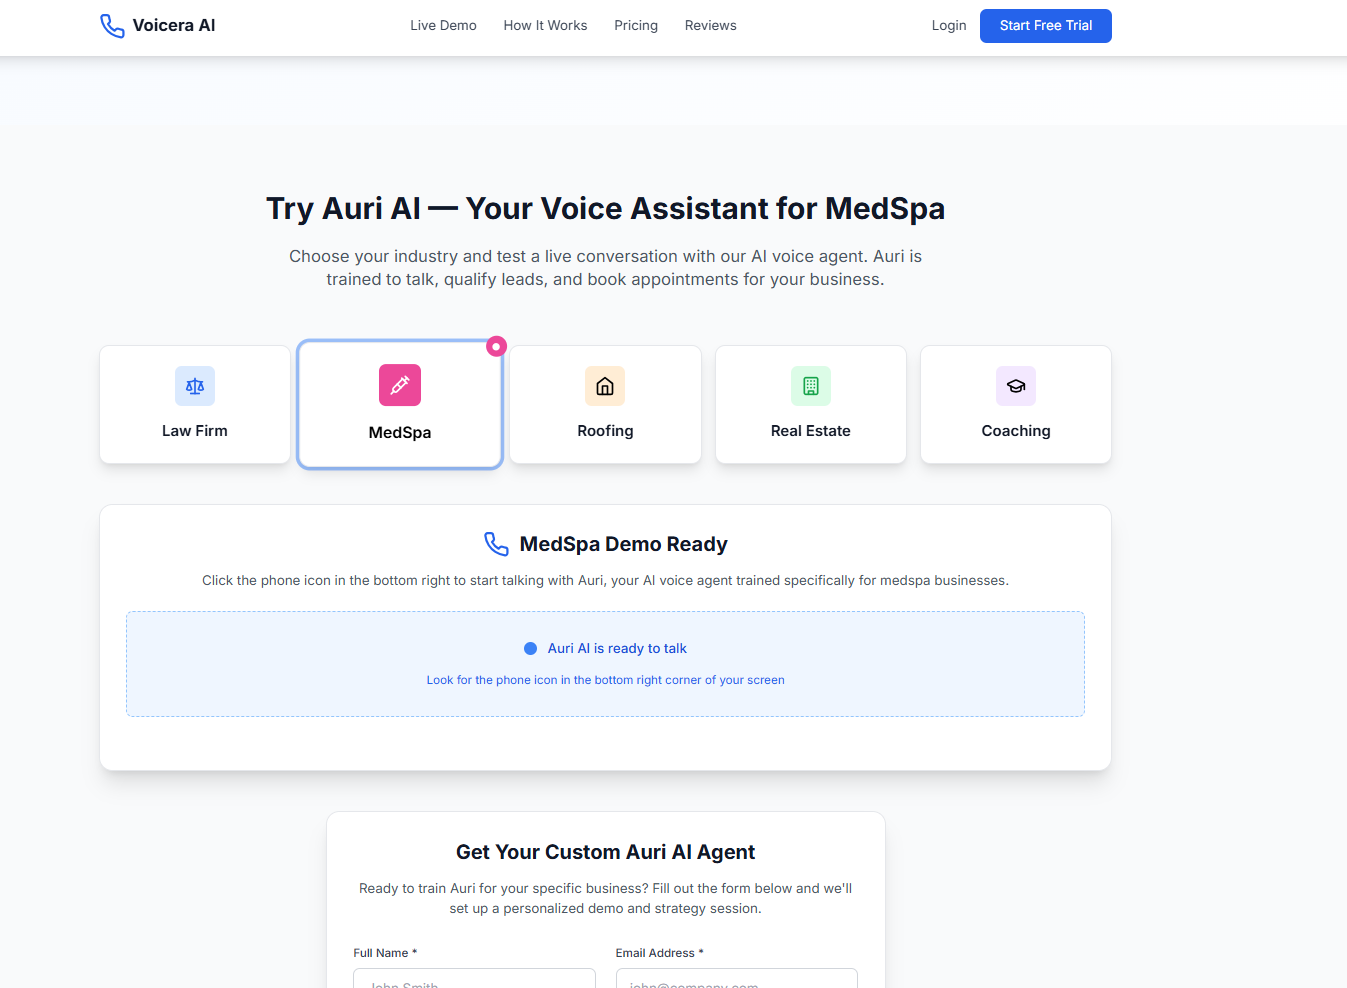 Voicera AI
Live Demo
How It Works
Pricing
Reviews
Login
Start Free Trial
Try Auri AI — Your Voice Assistant for MedSpa
Choose your industry and test a live conversation with our AI voice agent. Auri is
trained to talk, qualify leads, and book appointments for your business.
Law Firm
MedSpa
Roofing
Real Estate
Coaching
MedSpa Demo Ready
Click the phone icon in the bottom right to start talking with Auri, your AI voice agent trained specifically for medspa businesses.
Auri AI is ready to talk
Look for the phone icon in the bottom right corner of your screen
Get Your Custom Auri AI Agent
Ready to train Auri for your specific business? Fill out the form below and we'll
set up a personalized demo and strategy session.
Full Name *
Email Address *
John Smith
john@company.com